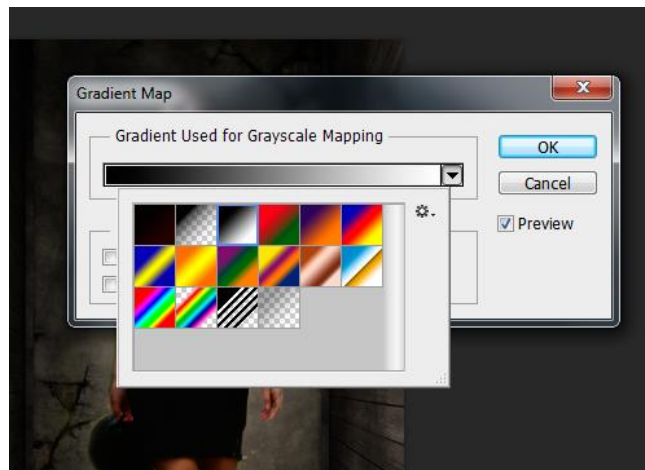 Gradient Map
Gradient Used for Grayscale Mapping
OK
Cancel
Preview